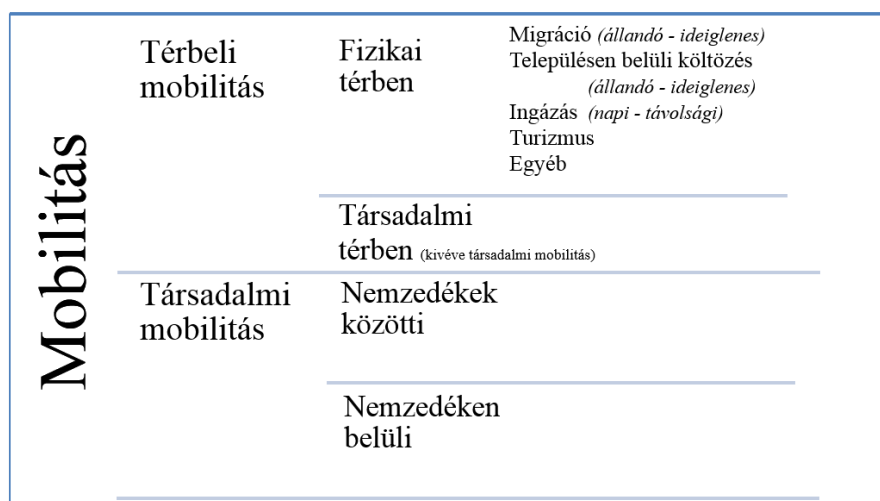 Mobilitás
Térbeli
mobilitás
Fizikai
térben
Migráció (állandó - ideiglenes)
Településen belüli költözés
(állandó - ideiglenes)
Ingázás (napi - távolsági)
Turizmus
Egyéb
Társadalmi
térben (kivéve társadalmi mobilitás)
Társadalmi
mobilitás
Nemzedékek
közötti
Nemzedéken
belüli